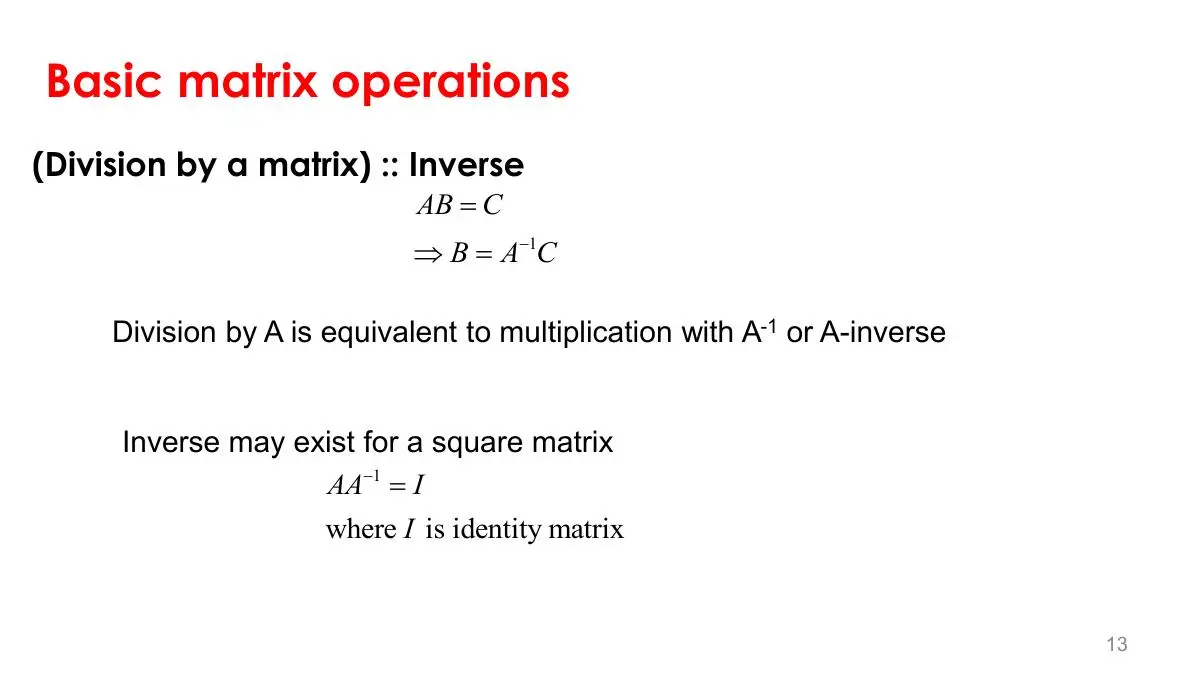 Basic matrix operations
(Division by a matrix) :: Inverse
AB = C
⇒ B = A⁻¹C
Division by A is equivalent to multiplication with A⁻¹ or A-inverse
Inverse may exist for a square matrix
AA⁻¹ = I
where I is identity matrix
13